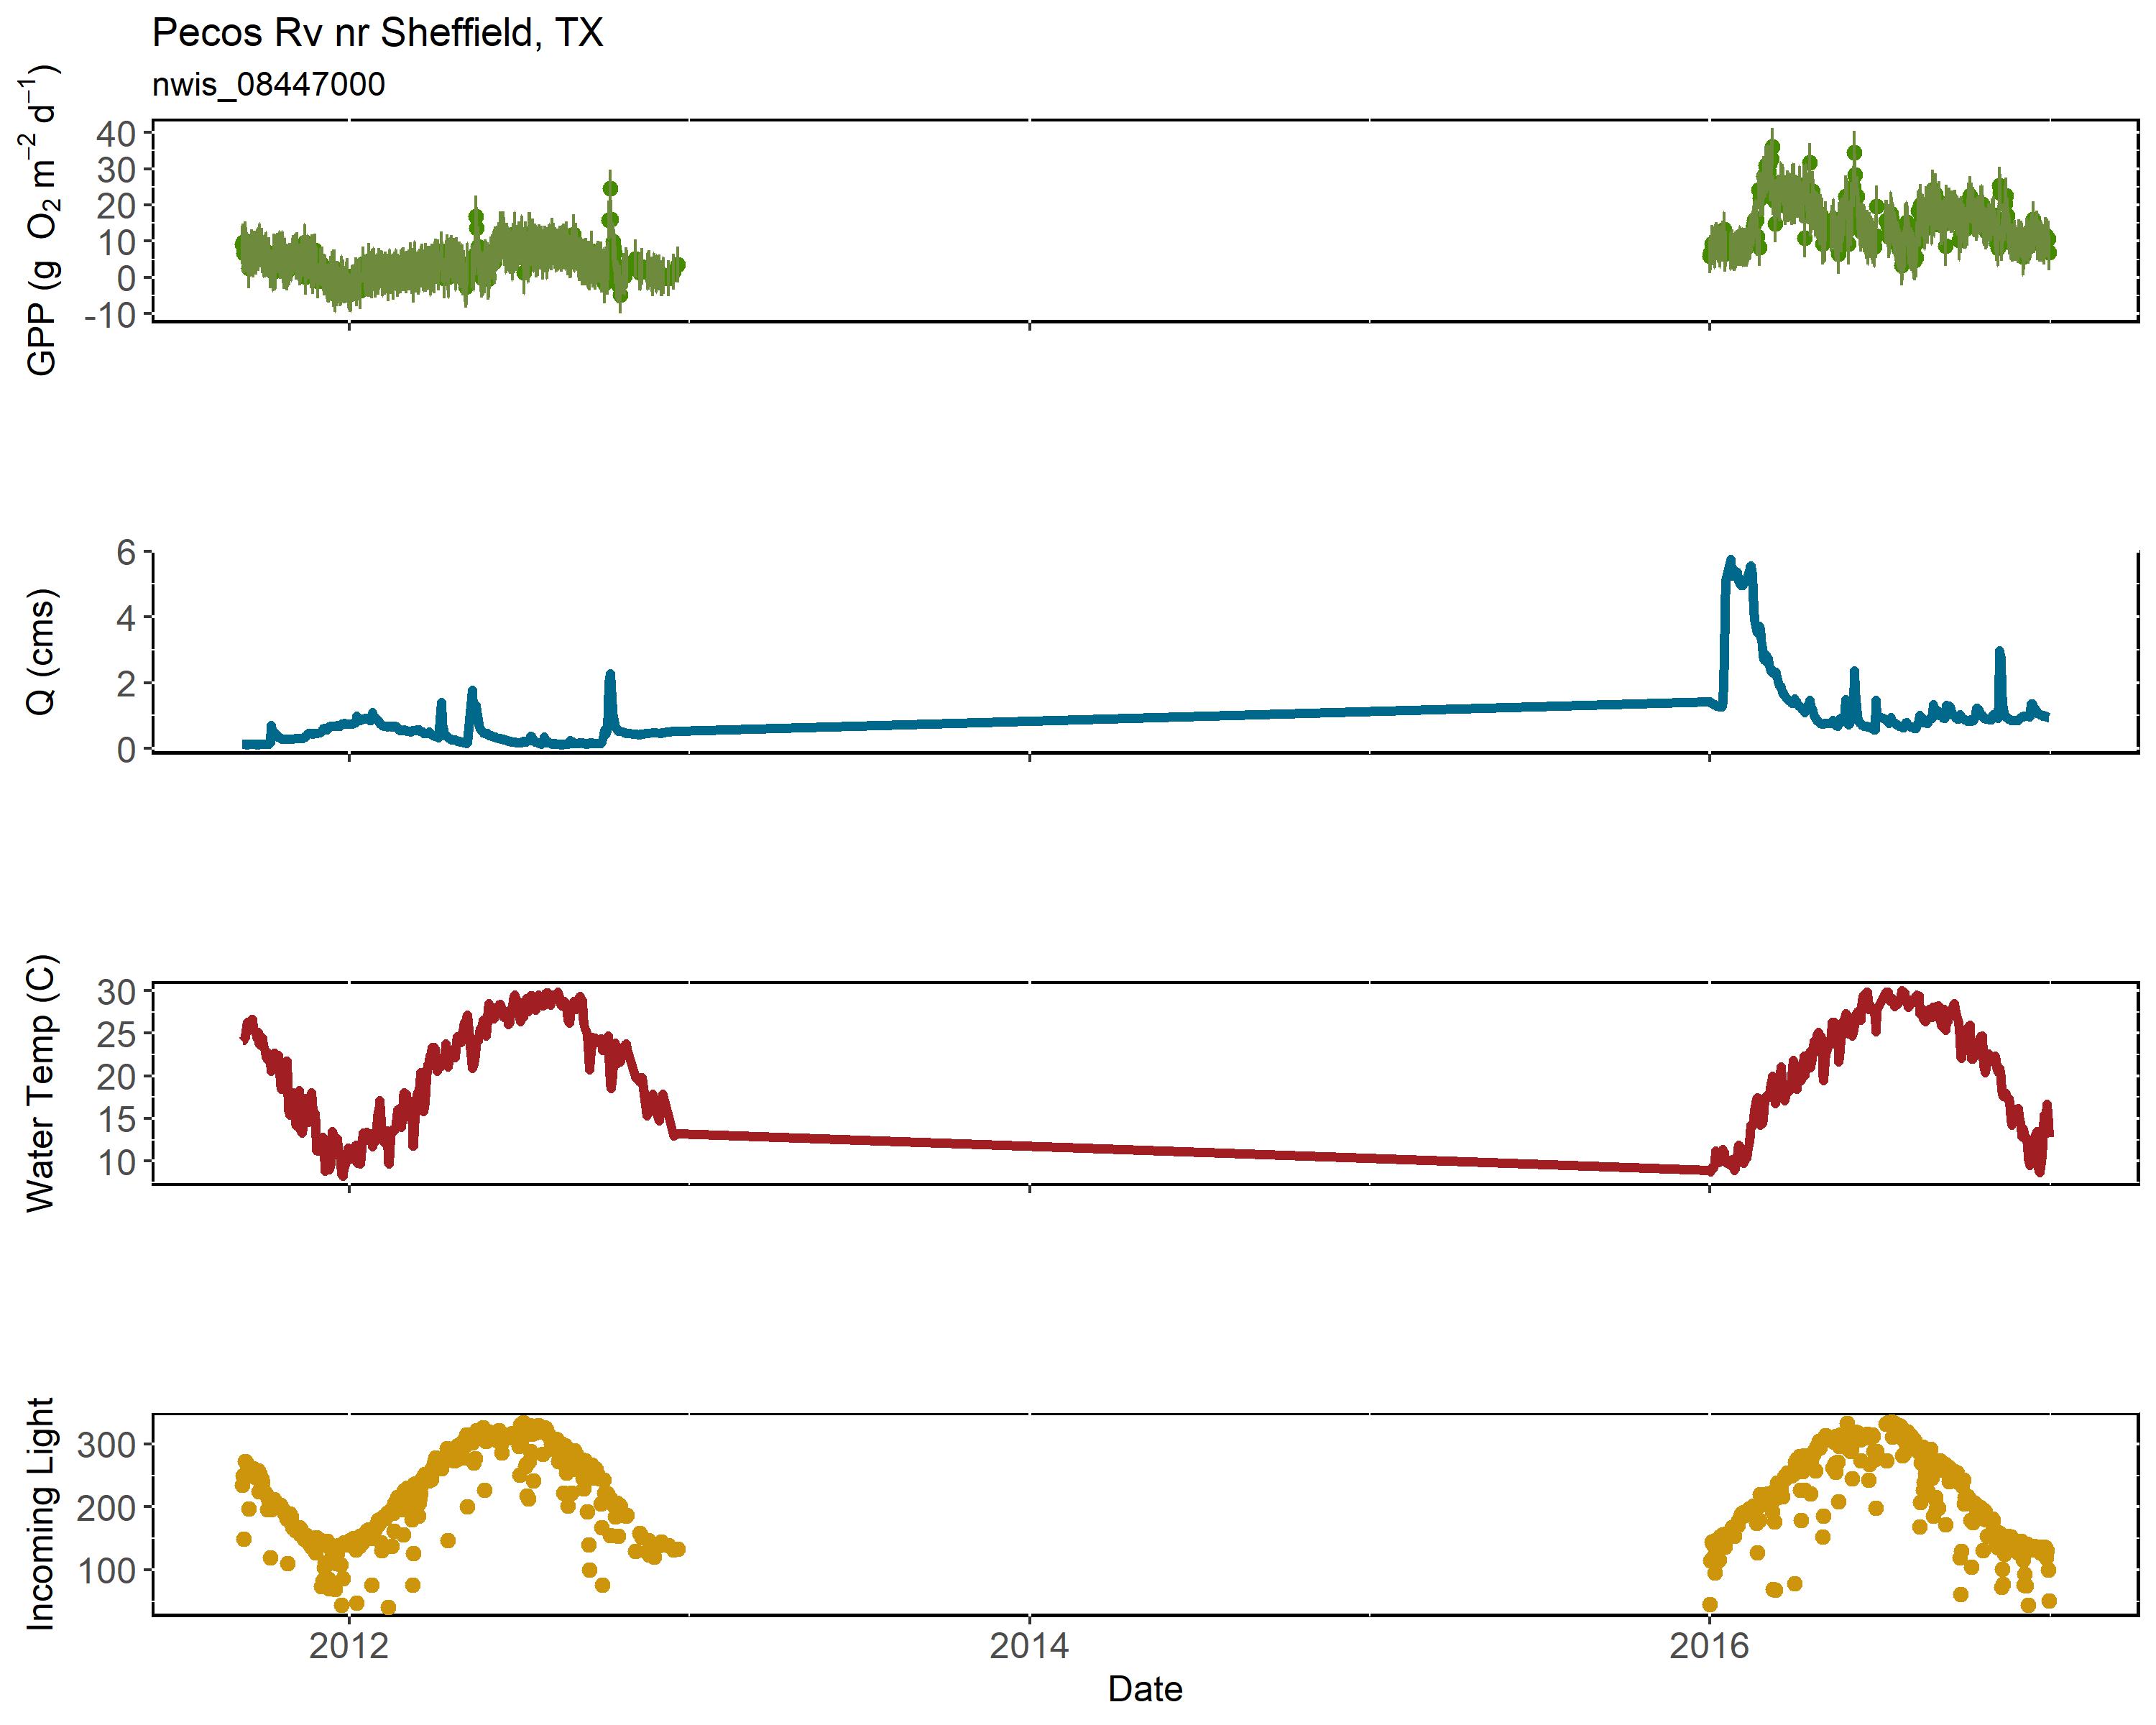 Pecos Rv nr Sheffield, TX
nwis_08447000
GPP (g O₂ m⁻² d⁻¹)
40
30
20
10
0
-10
Q (cms)
6
4
2
0
Water Temp (C)
30
25
20
15
10
Incoming Light
300
200
100
2012 2014 2016
Date